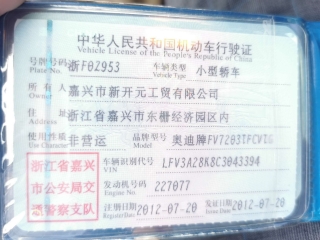 中华人民共和国机动车行驶证
Vehicle License of the People's Republic of China
号牌号码 浙F02953 车辆类型 小型轿车
Plate No. Vehicle Type
所有人 嘉兴市新开元工贸有限公司
Owner
住址 浙江省嘉兴市东栅经济园区内
Address
使用性质 非营运 品牌型号 奥迪牌FV7203TFCVTG
Use Character Model
浙江省嘉兴 车辆识别代号 LFV3A28K8C3043394
VIN
市公安局交 发动机号码 227077
Engine No.
通警察支队 注册日期 2012-07-20 发证日期 2012-07-20
Register Date Issue Date